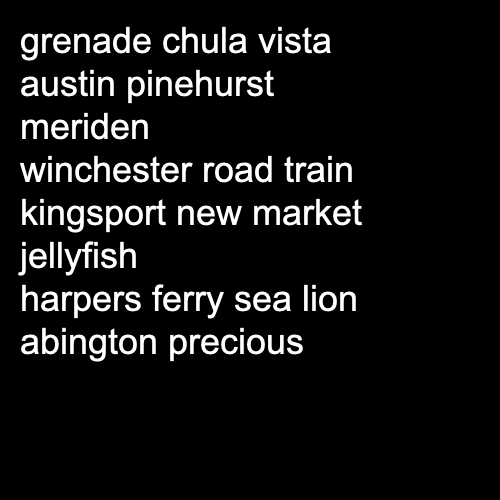 grenade chula vista
austin pinehurst
meriden
winchester road train
kingsport new market
jellyfish
harpers ferry sea lion
abington precious